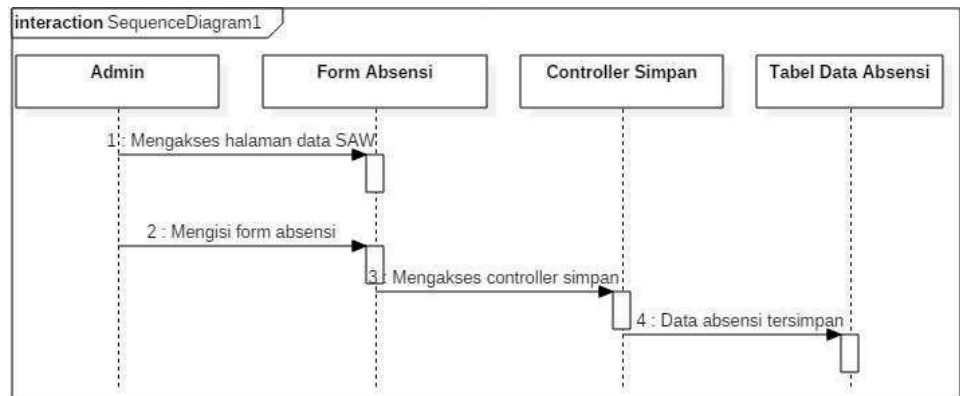 interaction SequenceDiagram1
Admin
Form Absensi
Controller Simpan
Tabel Data Absensi
1 : Mengakses halaman data SAW
2 : Mengisi form absensi
3 : Mengakses controller simpan
4 : Data absensi tersimpan